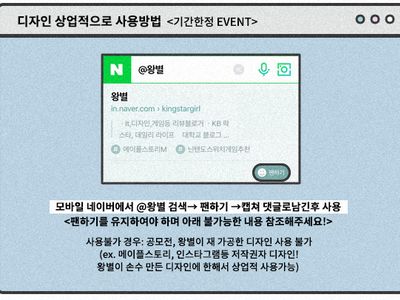 디자인 상업적으로 사용방법 <기간한정 EVENT>
N @왕별
왕별
in.naver.com › kingstargirl
· It,디자인,게임등 리뷰블로거 · KB 락
스타, 데일리 라이프 대학교 블로그 ...
# 메이플스토리M # 닌텐도스위치게임추천
팬하기
모바일 네이버에서 @왕별 검색→ 팬하기 →캡쳐 댓글로남긴후 사용
<팬하기를 유지하여야 하며 아래 불가능한 내용 참조해주세요!>
사용불가 경우: 공모전, 왕별이 재 가공한 디자인 사용 불가
(ex. 메이플스토리, 인스타그램등 저작권자 디자인!
왕별이 손수 만든 디자인에 한해서 상업적 사용가능)